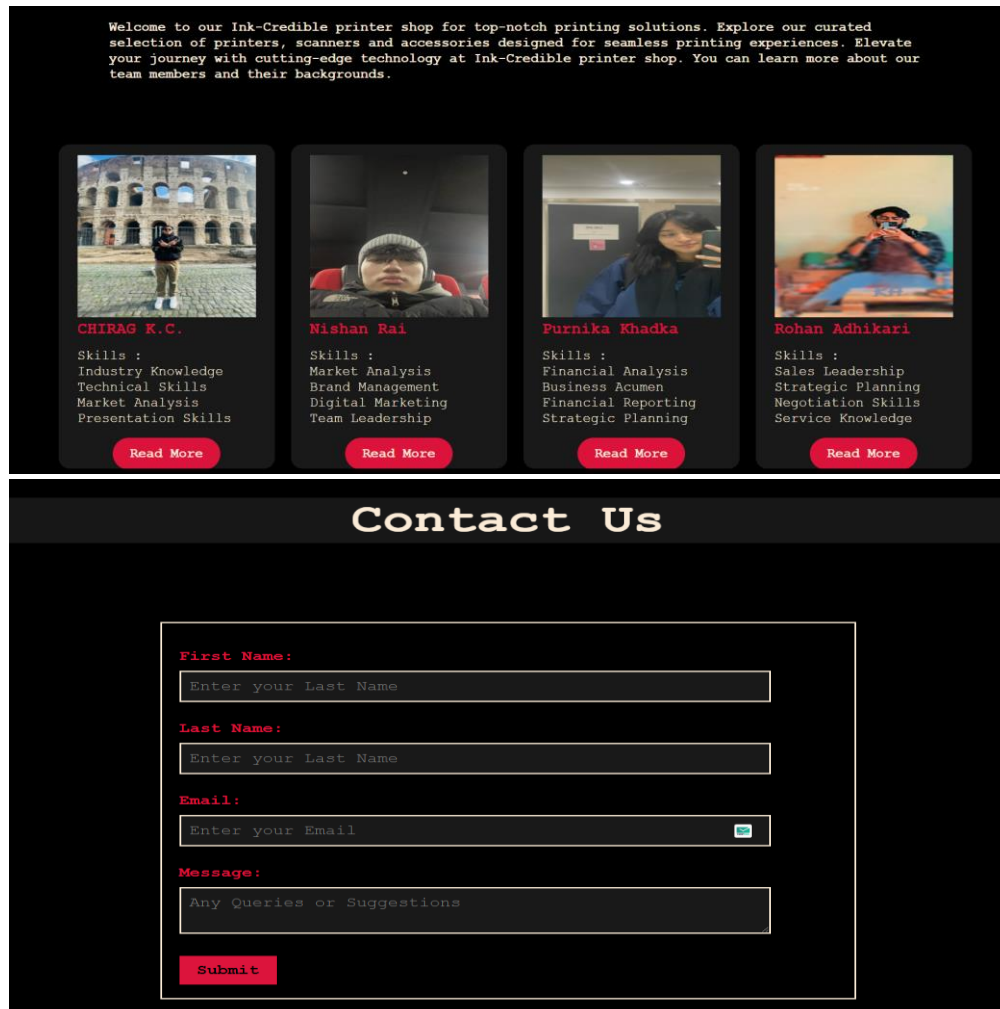 Welcome to our Ink-Credible printer shop for top-notch printing solutions. Explore our curated
selection of printers, scanners and accessories designed for seamless printing experiences. Elevate
your journey with cutting-edge technology at Ink-Credible printer shop. You can learn more about our
team members and their backgrounds.
CHIRAG K.C.
Skills :
Industry Knowledge
Technical Skills
Market Analysis
Presentation Skills
Read More
Nishan Rai
Skills :
Market Analysis
Brand Management
Digital Marketing
Team Leadership
Read More
Purnika Khadka
Skills :
Financial Analysis
Business Acumen
Financial Reporting
Strategic Planning
Read More
Rohan Adhikari
Skills :
Sales Leadership
Strategic Planning
Negotiation Skills
Service Knowledge
Read More
Contact Us
First Name:
Enter your Last Name
Last Name:
Enter your Last Name
Email:
Enter your Email
Message:
Any Queries or Suggestions
Submit